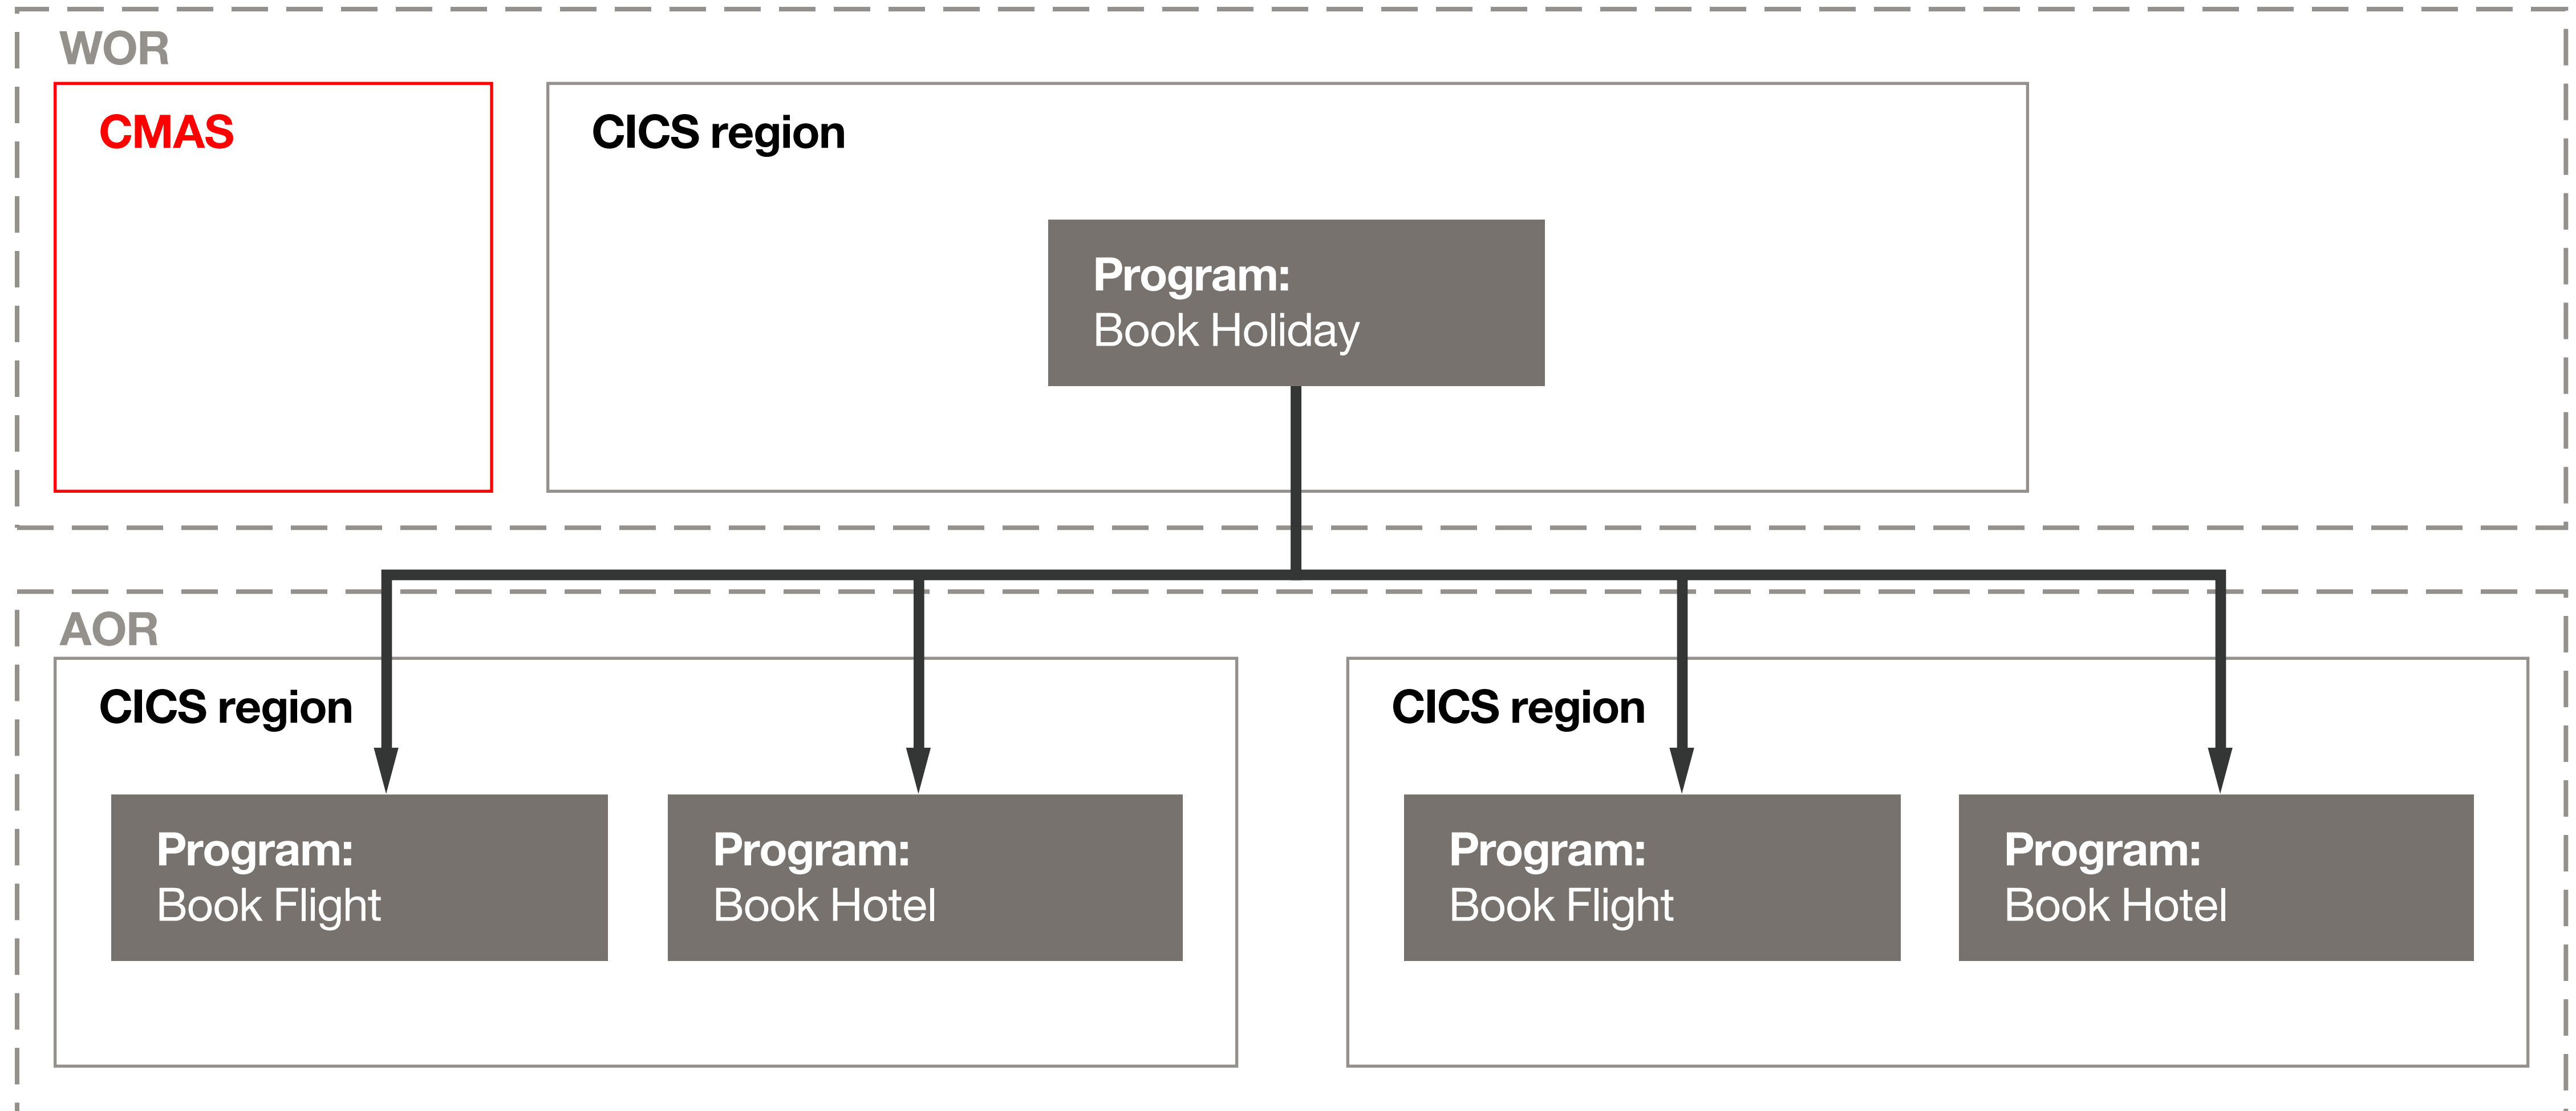 WOR
CMAS
CICS region
Program:
Book Holiday
AOR
CICS region
Program:
Book Flight
Program:
Book Hotel
CICS region
Program:
Book Flight
Program:
Book Hotel